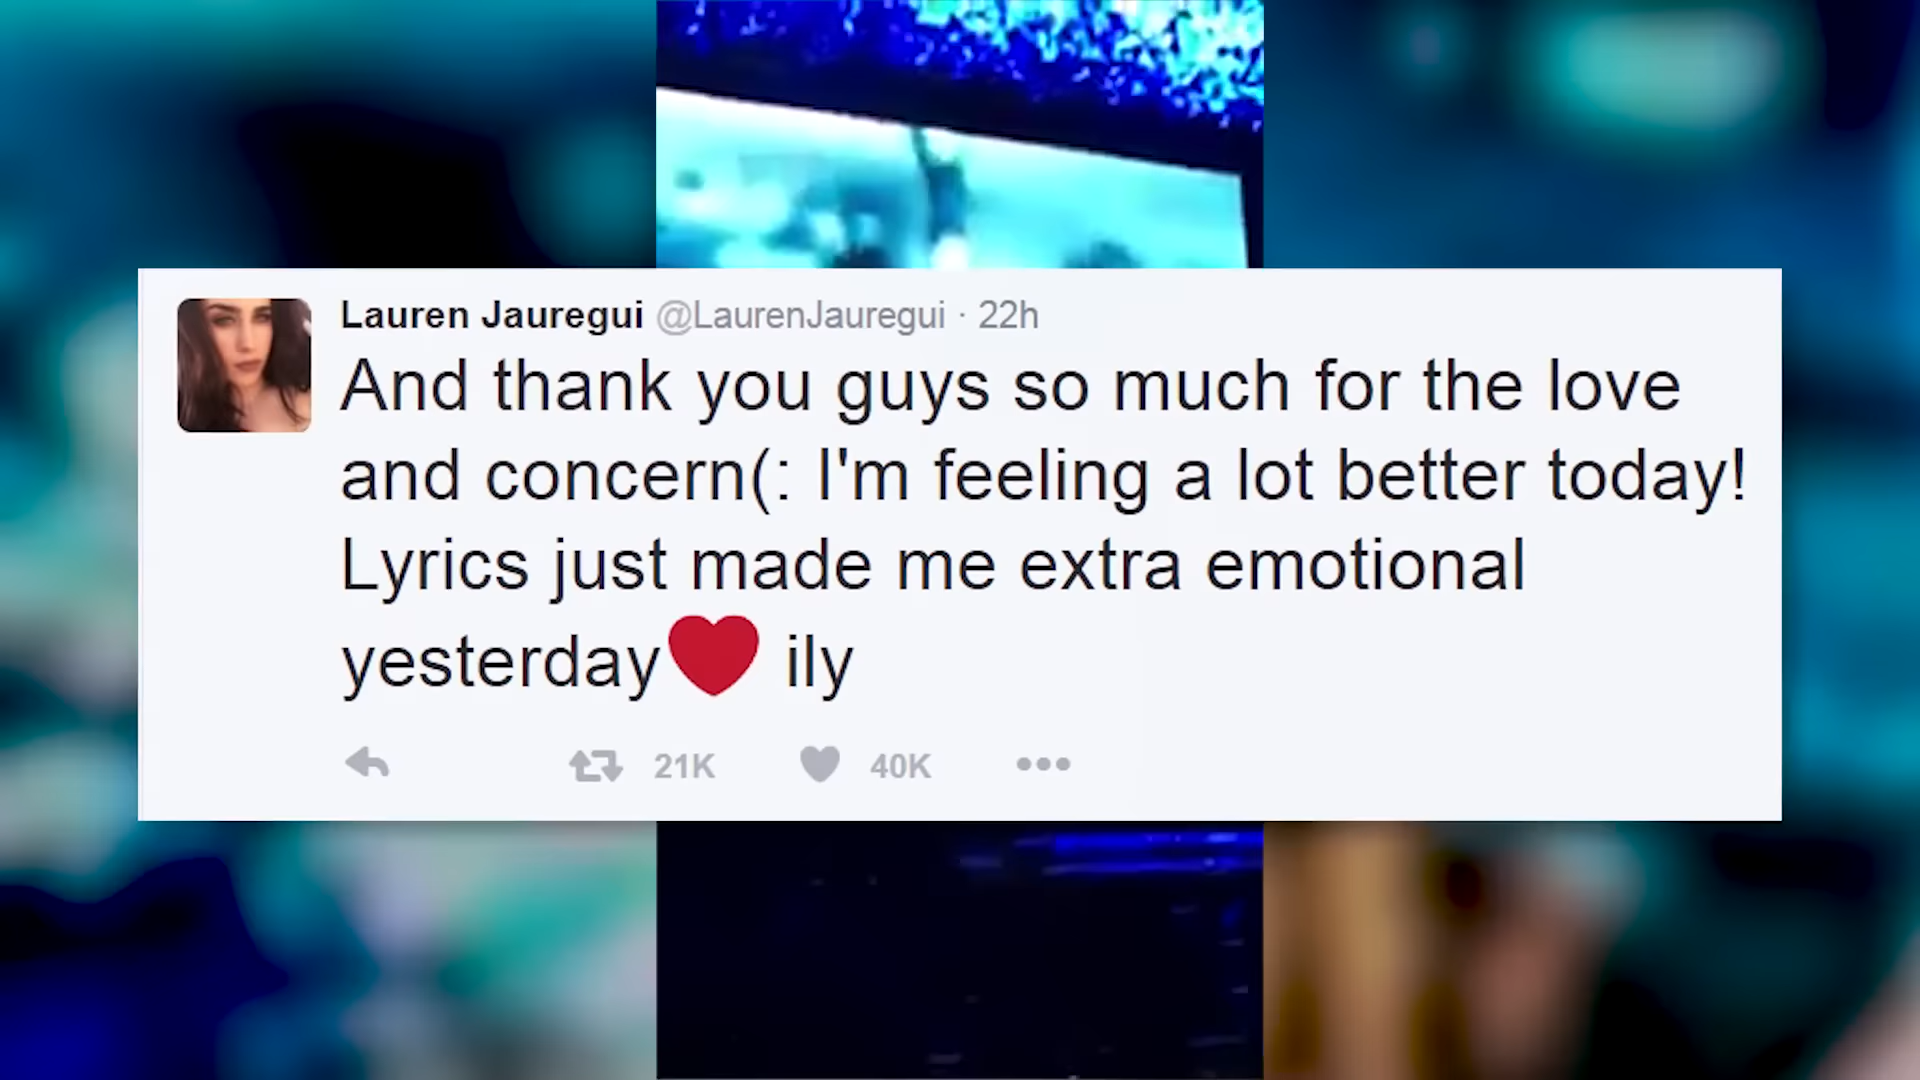 Lauren Jauregui @LaurenJauregui · 22h
And thank you guys so much for the love
and concern(: I'm feeling a lot better today!
Lyrics just made me extra emotional
yesterday❤ ily
21K 40K